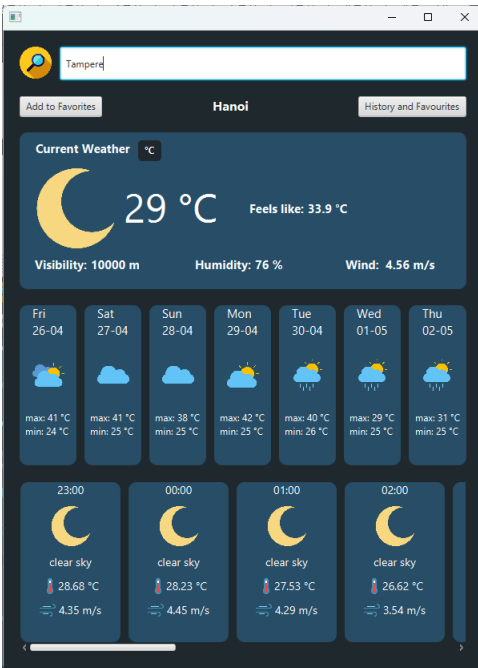 Tampere
Add to Favorites Hanoi History and Favourites
Current Weather °C
29 °C Feels like: 33.9 °C
Visibility: 10000 m Humidity: 76 % Wind: 4.56 m/s
Fri Sat Sun Mon Tue Wed Thu
26-04 27-04 28-04 29-04 30-04 01-05 02-05
max: 41 °C max: 41 °C max: 38 °C max: 42 °C max: 40 °C max: 29 °C max: 31 °C
min: 24 °C min: 25 °C min: 25 °C min: 25 °C min: 26 °C min: 25 °C min: 25 °C
23:00 00:00 01:00 02:00
clear sky clear sky clear sky clear sky
28.68 °C 28.23 °C 27.53 °C 26.62 °C
4.35 m/s 4.45 m/s 4.29 m/s 3.54 m/s